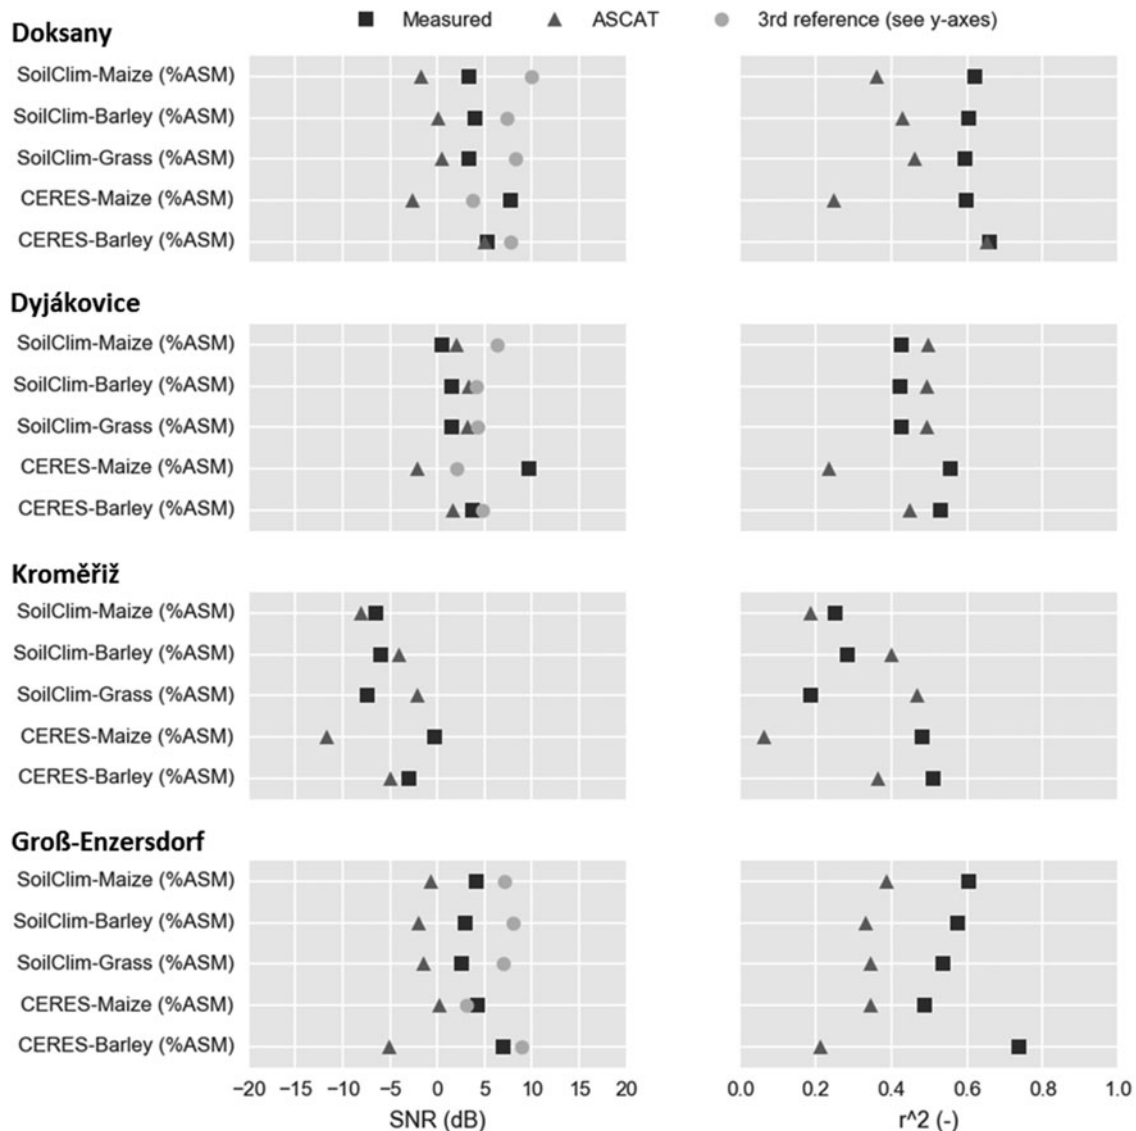 Measured ASCAT 3rd reference (see y-axes)
Doksany
SoilClim-Maize (%ASM)
SoilClim-Barley (%ASM)
SoilClim-Grass (%ASM)
CERES-Maize (%ASM)
CERES-Barley (%ASM)
Dyjákovice
SoilClim-Maize (%ASM)
SoilClim-Barley (%ASM)
SoilClim-Grass (%ASM)
CERES-Maize (%ASM)
CERES-Barley (%ASM)
Kroměřiž
SoilClim-Maize (%ASM)
SoilClim-Barley (%ASM)
SoilClim-Grass (%ASM)
CERES-Maize (%ASM)
CERES-Barley (%ASM)
Groß-Enzersdorf
SoilClim-Maize (%ASM)
SoilClim-Barley (%ASM)
SoilClim-Grass (%ASM)
CERES-Maize (%ASM)
CERES-Barley (%ASM)
−20 −15 −10 −5 0 5 10 15 20
SNR (dB)
0.0 0.2 0.4 0.6 0.8 1.0
r^2 (-)